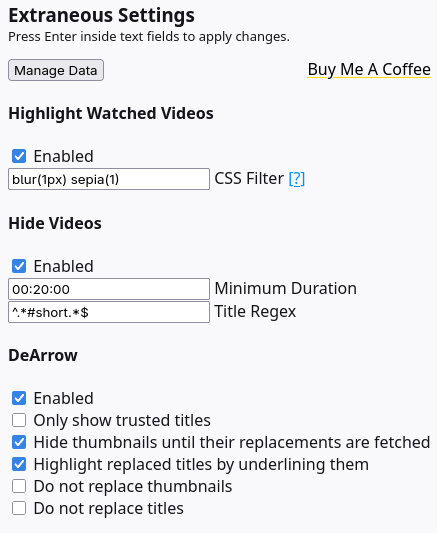 Extraneous Settings
Press Enter inside text fields to apply changes.
Manage Data Buy Me A Coffee
Highlight Watched Videos
Enabled
blur(1px) sepia(1) CSS Filter [?]
Hide Videos
Enabled
00:20:00 Minimum Duration
^.*#short.*$ Title Regex
DeArrow
Enabled
Only show trusted titles
Hide thumbnails until their replacements are fetched
Highlight replaced titles by underlining them
Do not replace thumbnails
Do not replace titles